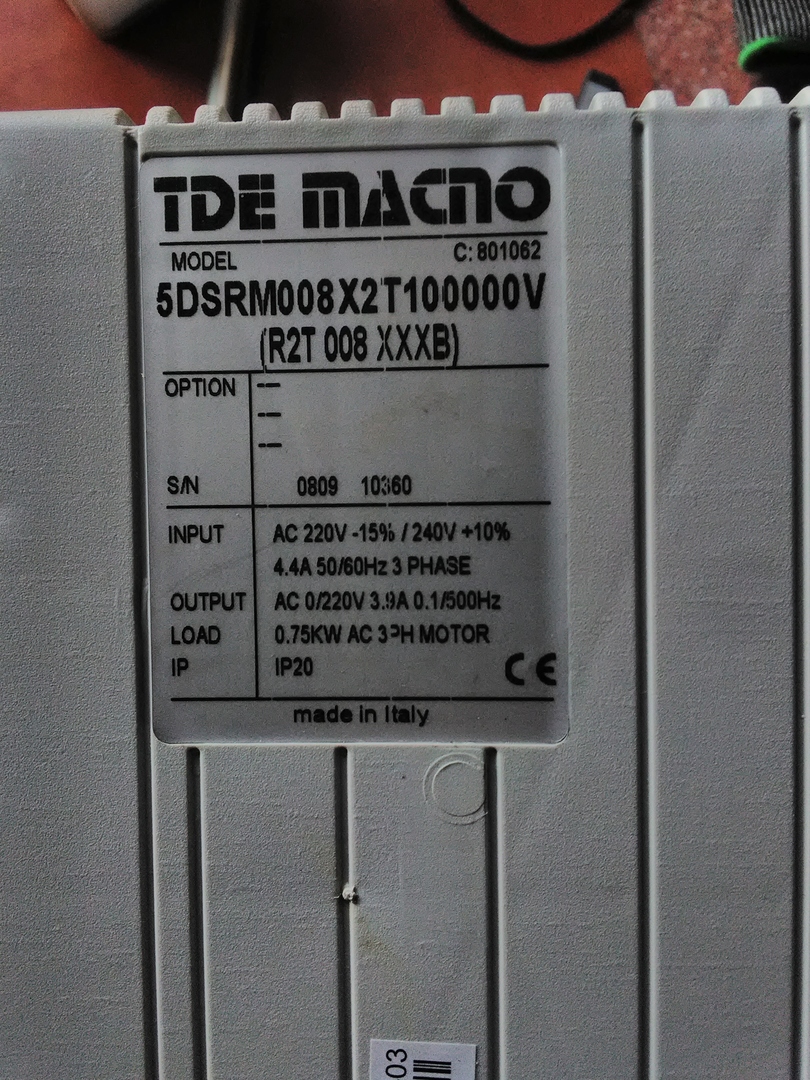 TDE MACNO
MODEL C: 801062
5DSRM008X2T100000V
(R2T 008 XXXB)
OPTION --
--
--
S/N 0809 10360
INPUT AC 220V -15% / 240V +10%
4.4A 50/60Hz 3 PHASE
OUTPUT AC 0/220V 3.9A 0.1/500Hz
LOAD 0.75KW AC 3PH MOTOR
IP IP20
CE
made in Italy
03